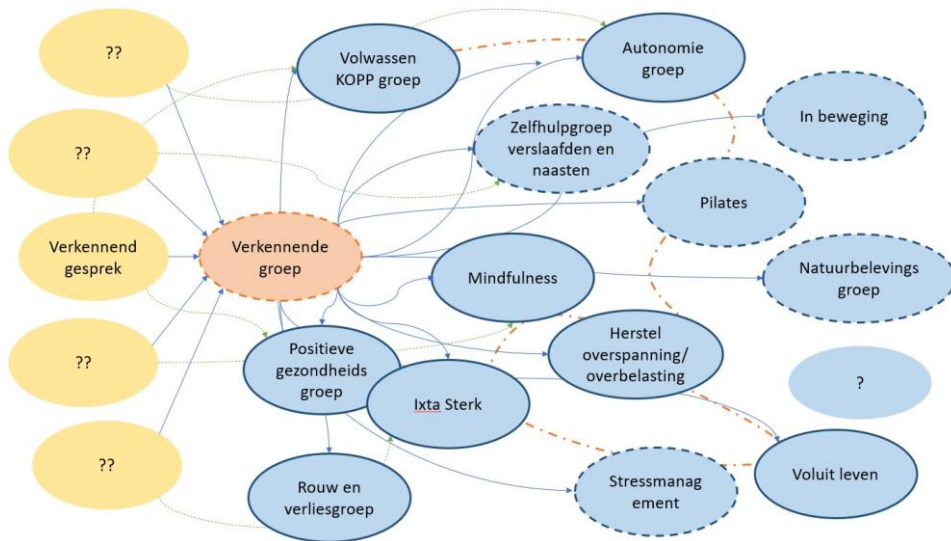 ??
Volwassen
KOPP groep
Autonomie
groep
??
Zelfhulpgroep
verslaafden en
naasten
In beweging
Verkennend
gesprek
Verkennende
groep
Pilates
Mindfulness
Natuurbelevings
groep
??
Positieve
gezondheids
groep
Herstel
overspanning/
overbelasting
?
Ixta Sterk
??
Rouw en
verliesgroep
Stressmanag
ement
Voluit leven